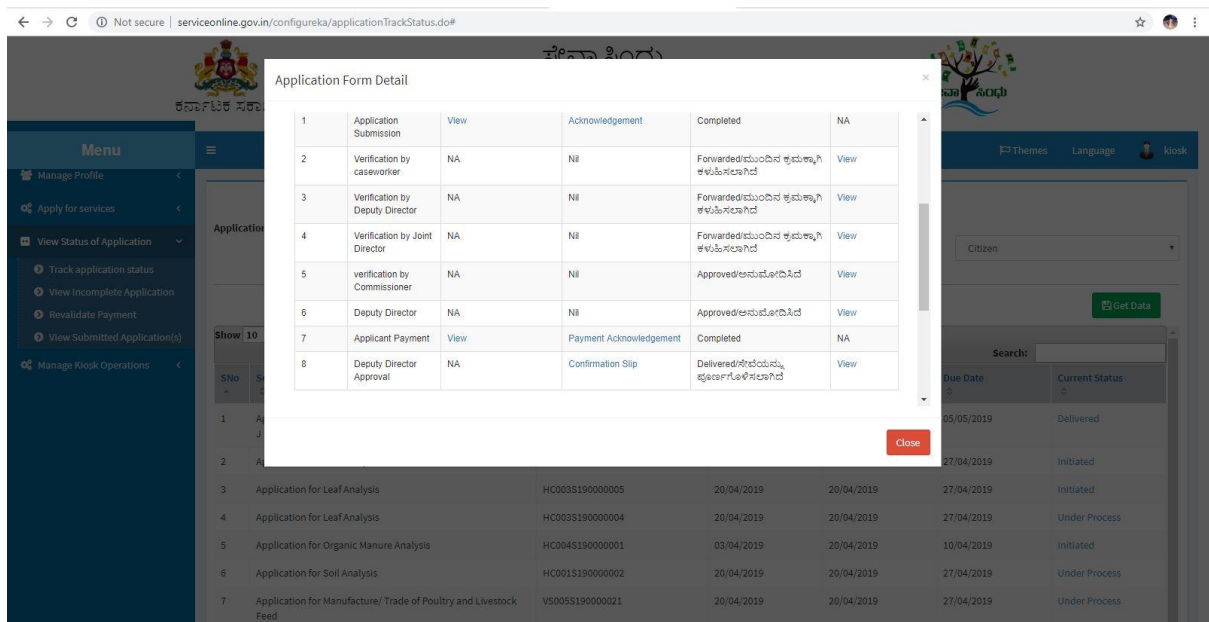 Not secure | serviceonline.gov.in/configureka/applicationTrackStatus.do#
ಸೇವಾ ಸಿಂಧು
Application Form Detail ×
ಕರ್ನಾಟಕ ಸರ್ಕಾ
ಸಿಂಧು
1 Application Submission View Acknowledgement Completed NA
2 Verification by caseworker NA Nil Forwarded/ಮುಂದಿನ ಕ್ರಮಕ್ಕಾಗಿ ಕಳುಹಿಸಲಾಗಿದೆ View
3 Verification by Deputy Director NA Nil Forwarded/ಮುಂದಿನ ಕ್ರಮಕ್ಕಾಗಿ ಕಳುಹಿಸಲಾಗಿದೆ View
4 Verification by Joint Director NA Nil Forwarded/ಮುಂದಿನ ಕ್ರಮಕ್ಕಾಗಿ ಕಳುಹಿಸಲಾಗಿದೆ View
5 verification by Commissioner NA Nil Approved/ಅನುಮೋದಿಸಿದೆ View
6 Deputy Director NA Nil Approved/ಅನುಮೋದಿಸಿದೆ View
7 Applicant Payment View Payment Acknowledgement Completed NA
8 Deputy Director Approval NA Confirmation Slip Delivered/ಸೇವೆಯನ್ನು ಪೂರ್ಣಗೊಳಿಸಲಾಗಿದೆ View
Close
Menu
Themes Language kiosk
Manage Profile
Apply for services
View Status of Application
Track application status
View Incomplete Application
Revalidate Payment
View Submitted Application(s)
Manage Kiosk Operations
Application
Citizen
Get Data
Show 10
Search:
SNo Due Date Current Status
1 05/05/2019 Delivered
2 27/04/2019 Initiated
3 Application for Leaf Analysis HC003S190000005 20/04/2019 20/04/2019 27/04/2019 Initiated
4 Application for Leaf Analysis HC003S190000004 20/04/2019 20/04/2019 27/04/2019 Under Process
5 Application for Organic Manure Analysis HC004S190000001 03/04/2019 20/04/2019 10/04/2019 Initiated
6 Application for Soil Analysis HC001S190000002 20/04/2019 20/04/2019 27/04/2019 Under Process
7 Application for Manufacture/ Trade of Poultry and Livestock Feed VS005S190000021 20/04/2019 20/04/2019 27/04/2019 Under Process